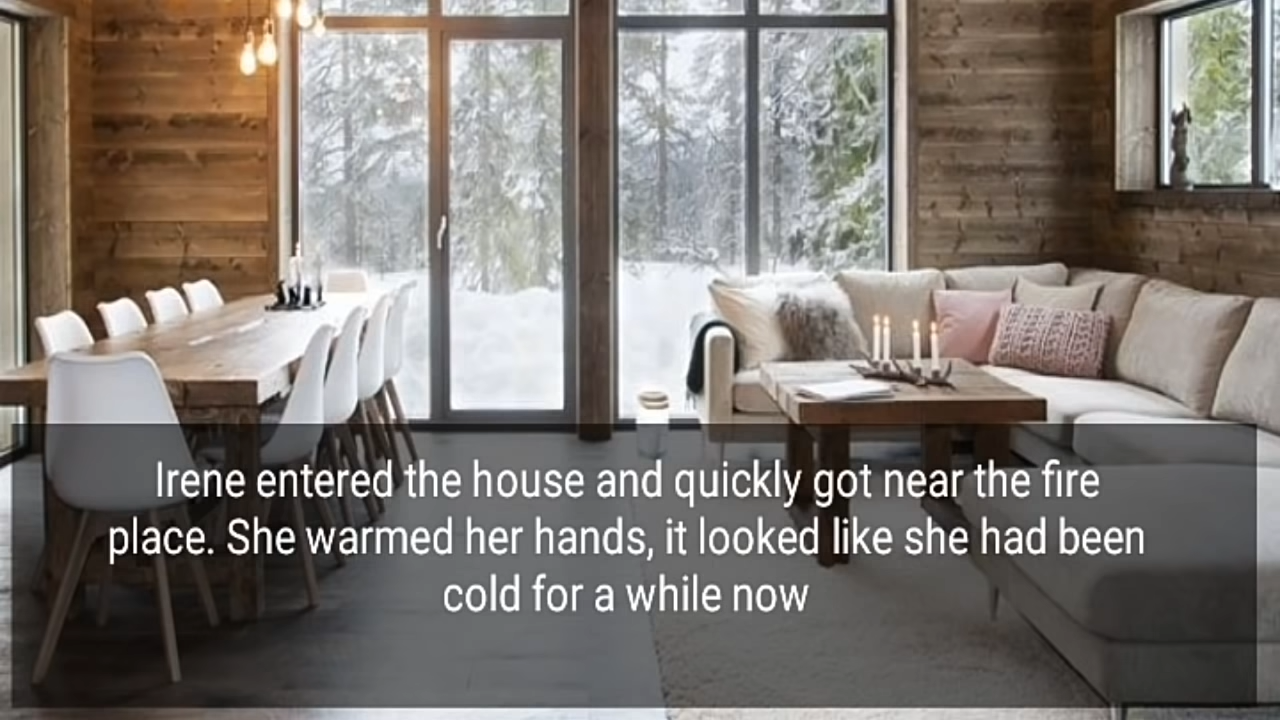 Irene entered the house and quickly got near the fire
place. She warmed her hands, it looked like she had been
cold for a while now